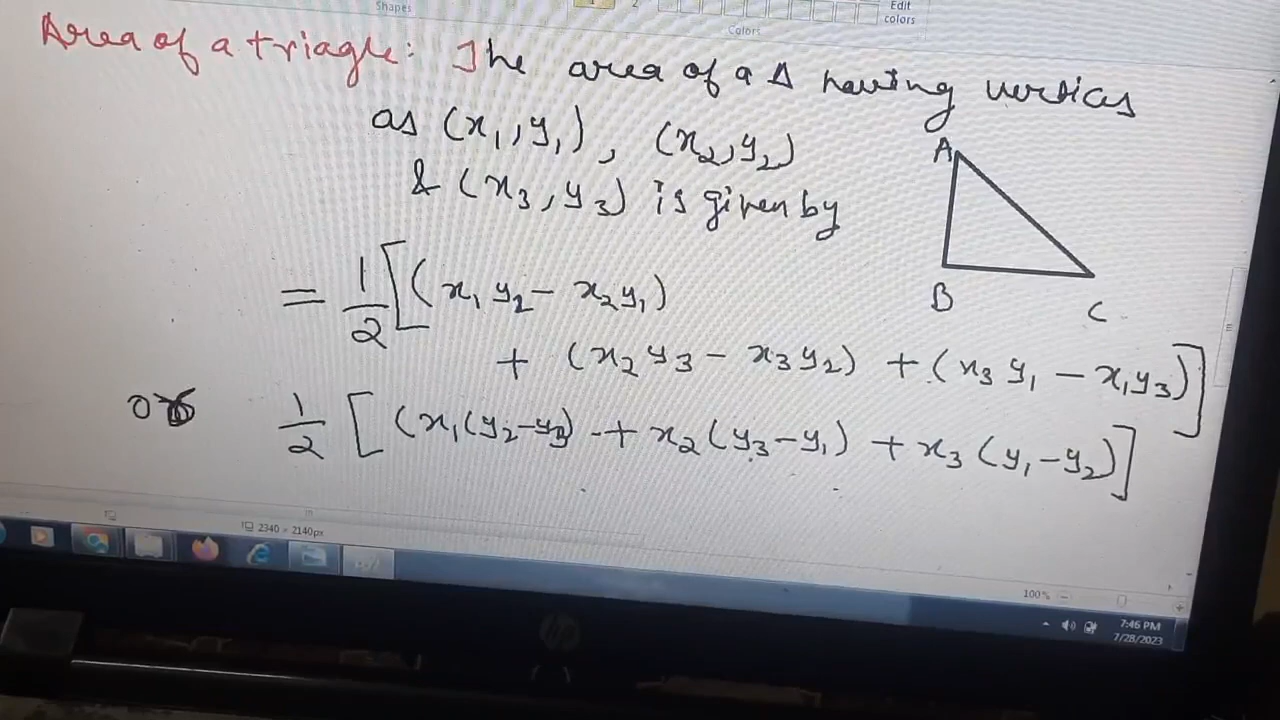 Shapes
1 2
Edit
colors
Colors
Area of a triagle: The area of a Δ having vertices
as (x₁, y₁), (x₂, y₂)
& (x₃, y₃) is given by
A
B
C
= 1/2 [(x₁ y₂ - x₂ y₁)
+ (x₂ y₃ - x₃ y₂) + (x₃ y₁ - x₁ y₃)]
or 1/2 [(x₁(y₂-y₃) + x₂(y₃-y₁) + x₃(y₁-y₂)]
2340 × 2140px
100%
7:46 PM
7/28/2023
hp